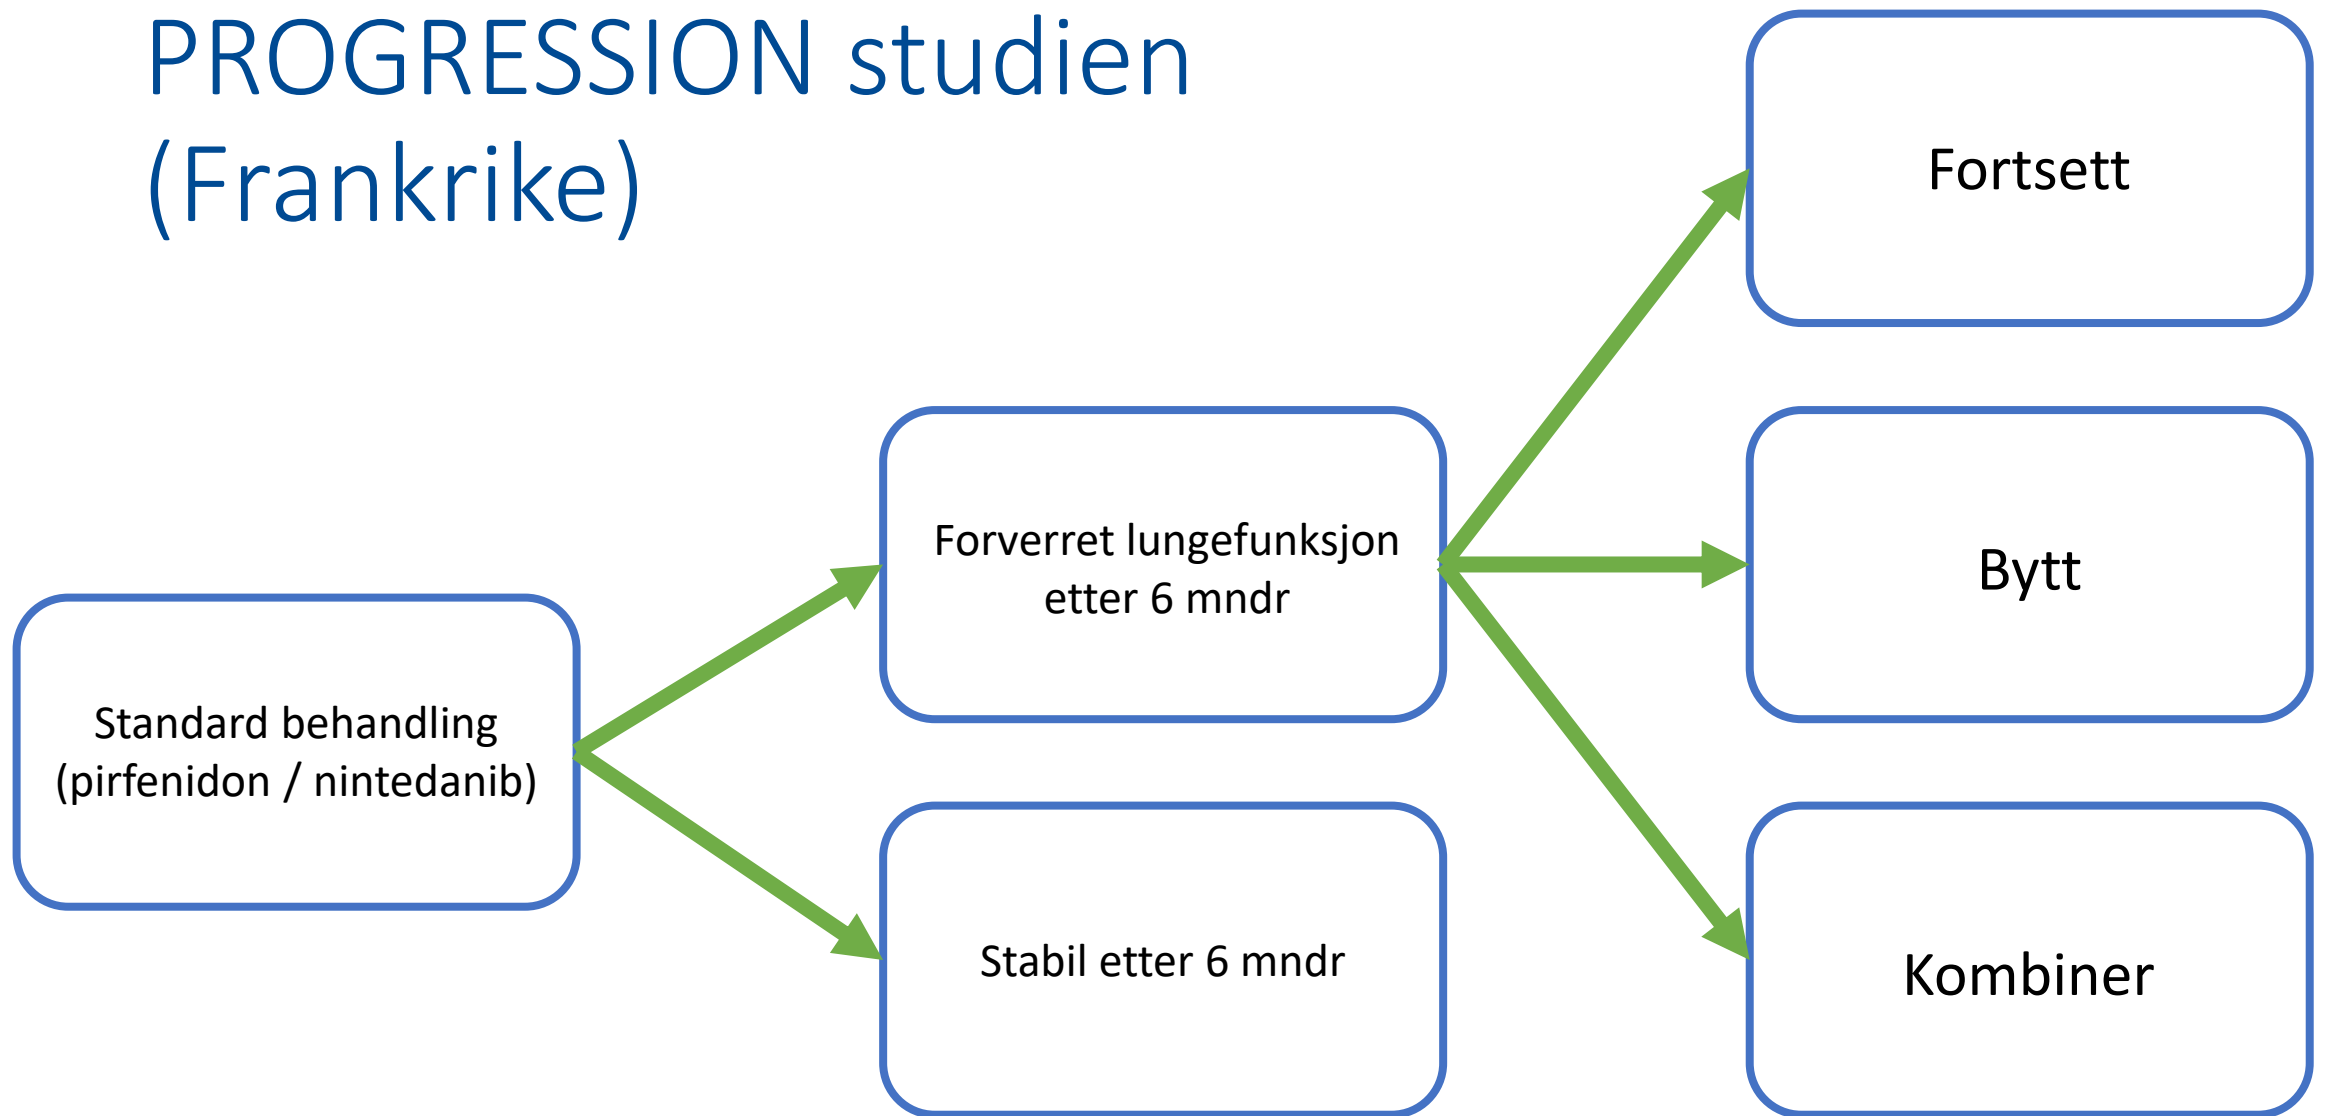 PROGRESSION studien
(Frankrike)
Standard behandling
(pirfenidon / nintedanib)
Forverret lungefunksjon
etter 6 mndr
Stabil etter 6 mndr
Fortsett
Bytt
Kombiner